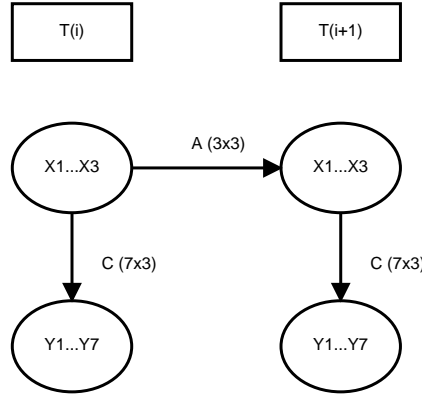 T(i)
T(i+1)
A (3x3)
X1...X3
X1...X3
C (7x3)
C (7x3)
Y1...Y7
Y1...Y7